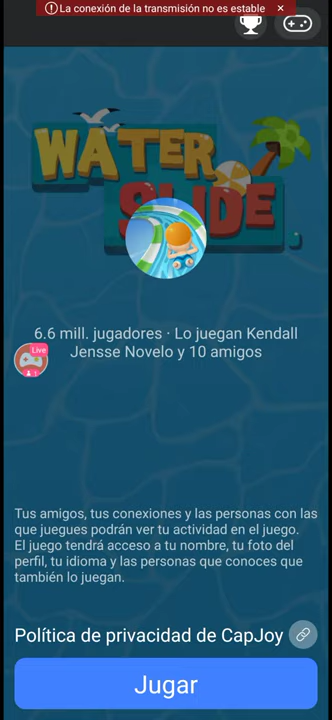 La conexión de la transmisión no es estable ×
WATER
SLIDE
6.6 mill. jugadores · Lo juegan Kendall
Jensse Novelo y 10 amigos
Live
1
Tus amigos, tus conexiones y las personas con las
que juegues podrán ver tu actividad en el juego.
El juego tendrá acceso a tu nombre, tu foto del
perfil, tu idioma y las personas que conoces que
también lo juegan.
Política de privacidad de CapJoy
Jugar